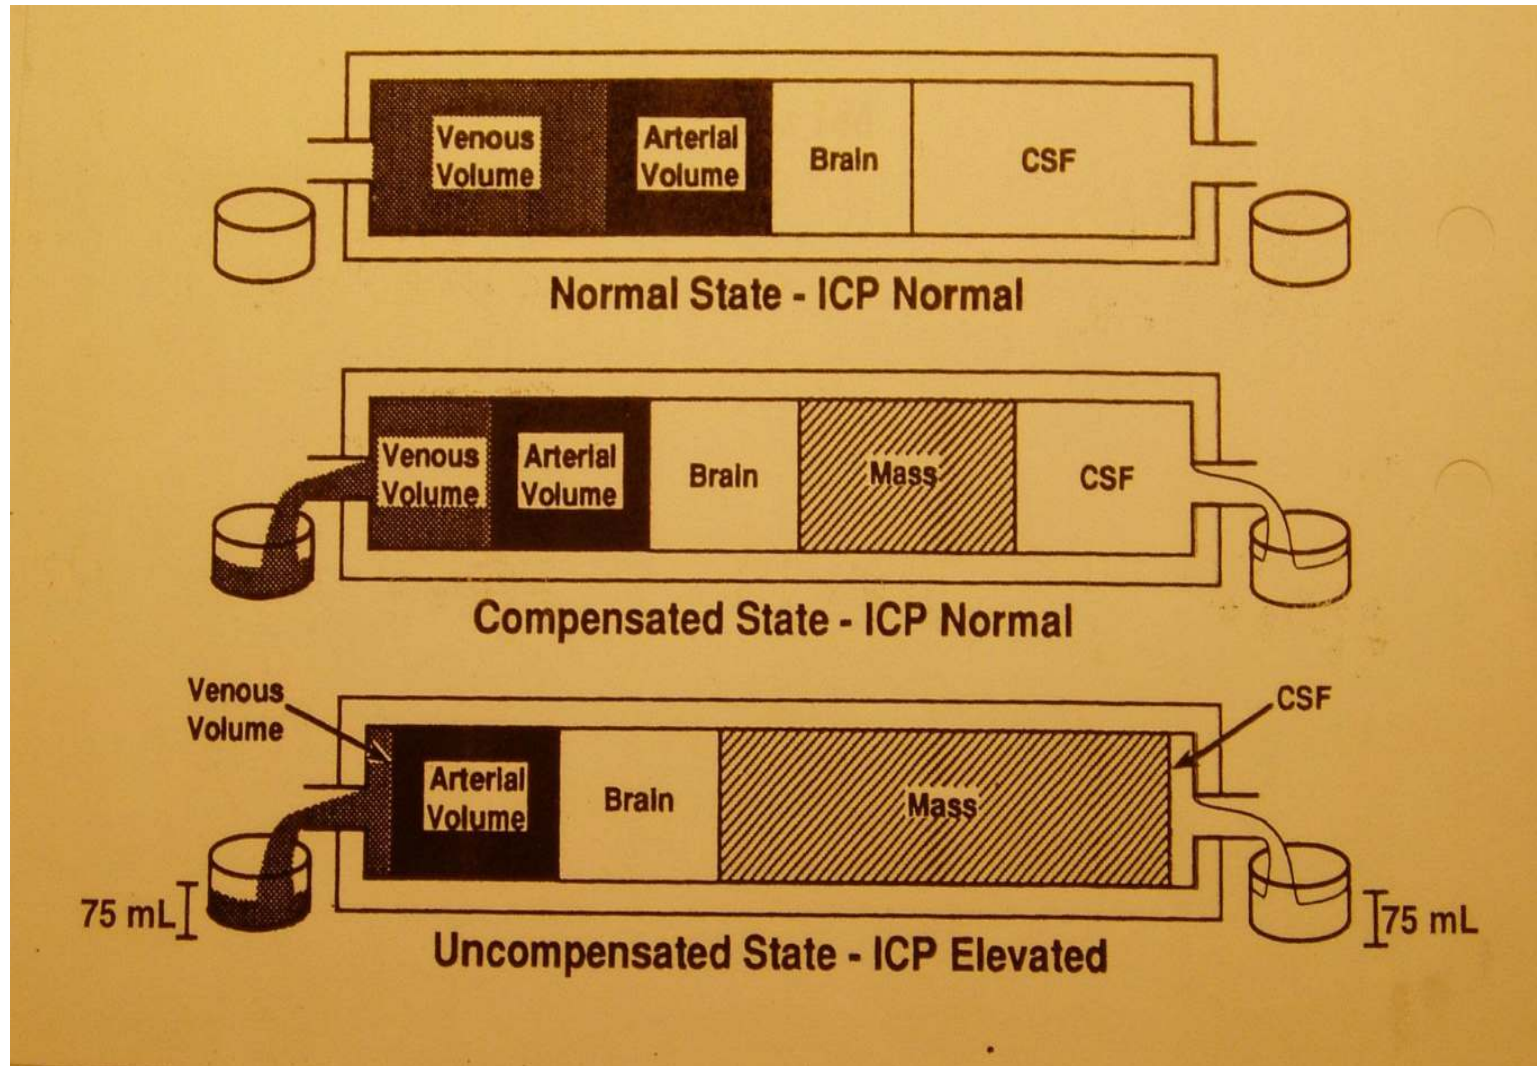 Venous
Volume
Arterial
Volume
Brain
CSF
Normal State - ICP Normal
Venous
Volume
Arterial
Volume
Brain
Mass
CSF
Compensated State - ICP Normal
Venous
Volume
Arterial
Volume
Brain
Mass
CSF
75 mL
75 mL
Uncompensated State - ICP Elevated